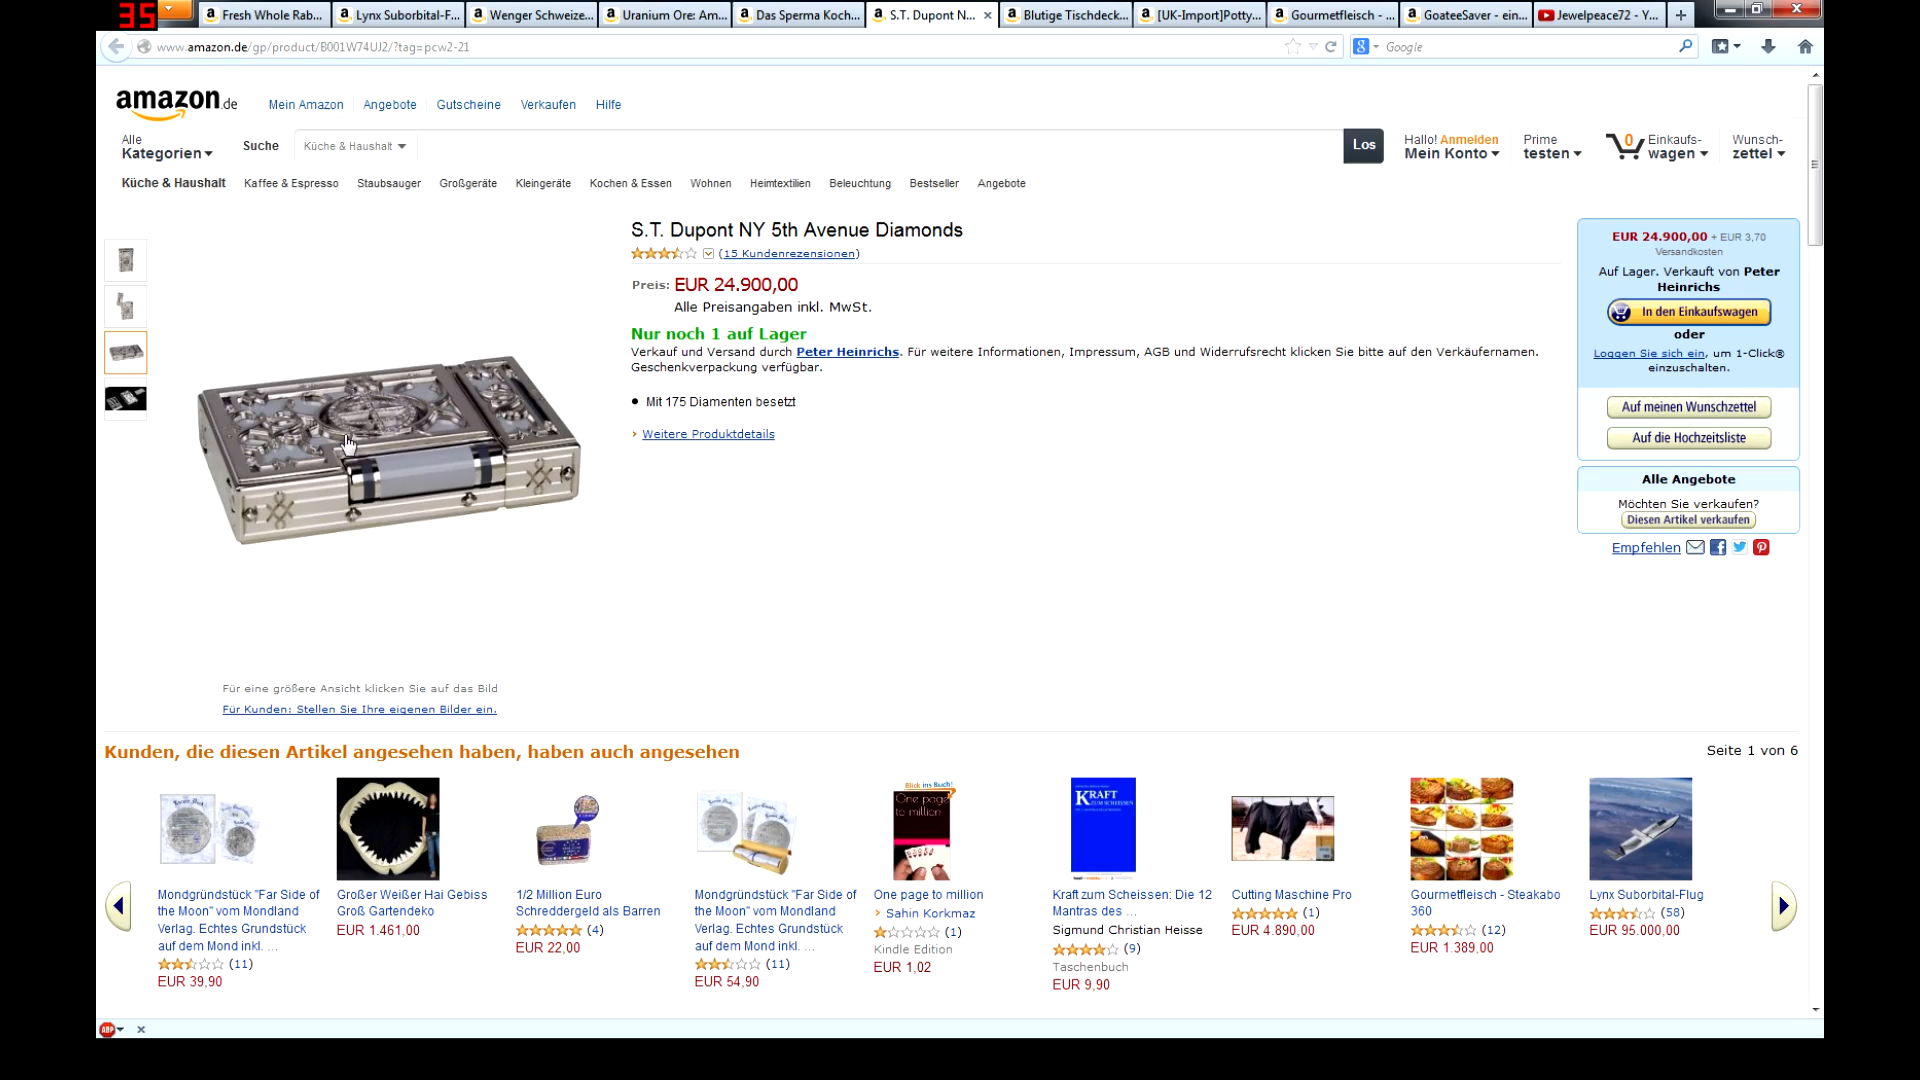 35
Fresh Whole Rab...
Lynx Suborbital-F...
Wenger Schweize...
Uranium Ore: Am...
Das Sperma Koch...
S.T. Dupont N...
Blutige Tischdeck...
[UK-Import]Potty...
Gourmetfleisch - ...
GoateeSaver - ein...
Jewelpeace72 - Y...
www.amazon.de/gp/product/B001W74UJ2/?tag=pcw2-21
Google
amazon.de
Mein Amazon
Angebote
Gutscheine
Verkaufen
Hilfe
Alle
Kategorien
Suche
Küche & Haushalt
Los
Hallo! Anmelden
Mein Konto
Prime
testen
0
Einkaufs-
wagen
Wunsch-
zettel
Küche & Haushalt
Kaffee & Espresso
Staubsauger
Großgeräte
Kleingeräte
Kochen & Essen
Wohnen
Heimtextilien
Beleuchtung
Bestseller
Angebote
S.T. Dupont NY 5th Avenue Diamonds
(15 Kundenrezensionen)
Preis: EUR 24.900,00
Alle Preisangaben inkl. MwSt.
Nur noch 1 auf Lager
Verkauf und Versand durch Peter Heinrichs. Für weitere Informationen, Impressum, AGB und Widerrufsrecht klicken Sie bitte auf den Verkäufernamen.
Geschenkverpackung verfügbar.
Mit 175 Diamenten besetzt
Weitere Produktdetails
EUR 24.900,00 + EUR 3,70
Versandkosten
Auf Lager. Verkauft von Peter
Heinrichs
In den Einkaufswagen
oder
Loggen Sie sich ein, um 1-Click®
einzuschalten.
Auf meinen Wunschzettel
Auf die Hochzeitsliste
Alle Angebote
Möchten Sie verkaufen?
Diesen Artikel verkaufen
Empfehlen
Für eine größere Ansicht klicken Sie auf das Bild
Für Kunden: Stellen Sie Ihre eigenen Bilder ein.
Kunden, die diesen Artikel angesehen haben, haben auch angesehen
Seite 1 von 6
Mondgründstück "Far Side of
the Moon" vom Mondland
Verlag. Echtes Grundstück
auf dem Mond inkl. ...
(11)
EUR 39,90
Großer Weißer Hai Gebiss
Groß Gartendeko
EUR 1.461,00
1/2 Million Euro
Schreddergeld als Barren
(4)
EUR 22,00
Mondgründstück "Far Side of
the Moon" vom Mondland
Verlag. Echtes Grundstück
auf dem Mond inkl. ...
(11)
EUR 54,90
Blick ins Buch!
One page
to million
One page to million
Sahin Korkmaz
(1)
Kindle Edition
EUR 1,02
KRAFT
ZUM SCHEISSEN
Kraft zum Scheissen: Die 12
Mantras des ...
Sigmund Christian Heisse
(9)
Taschenbuch
EUR 9,90
Cutting Maschine Pro
(1)
EUR 4.890,00
Gourmetfleisch - Steakabo
360
(12)
EUR 1.389,00
Lynx Suborbital-Flug
(58)
EUR 95.000,00
ABP